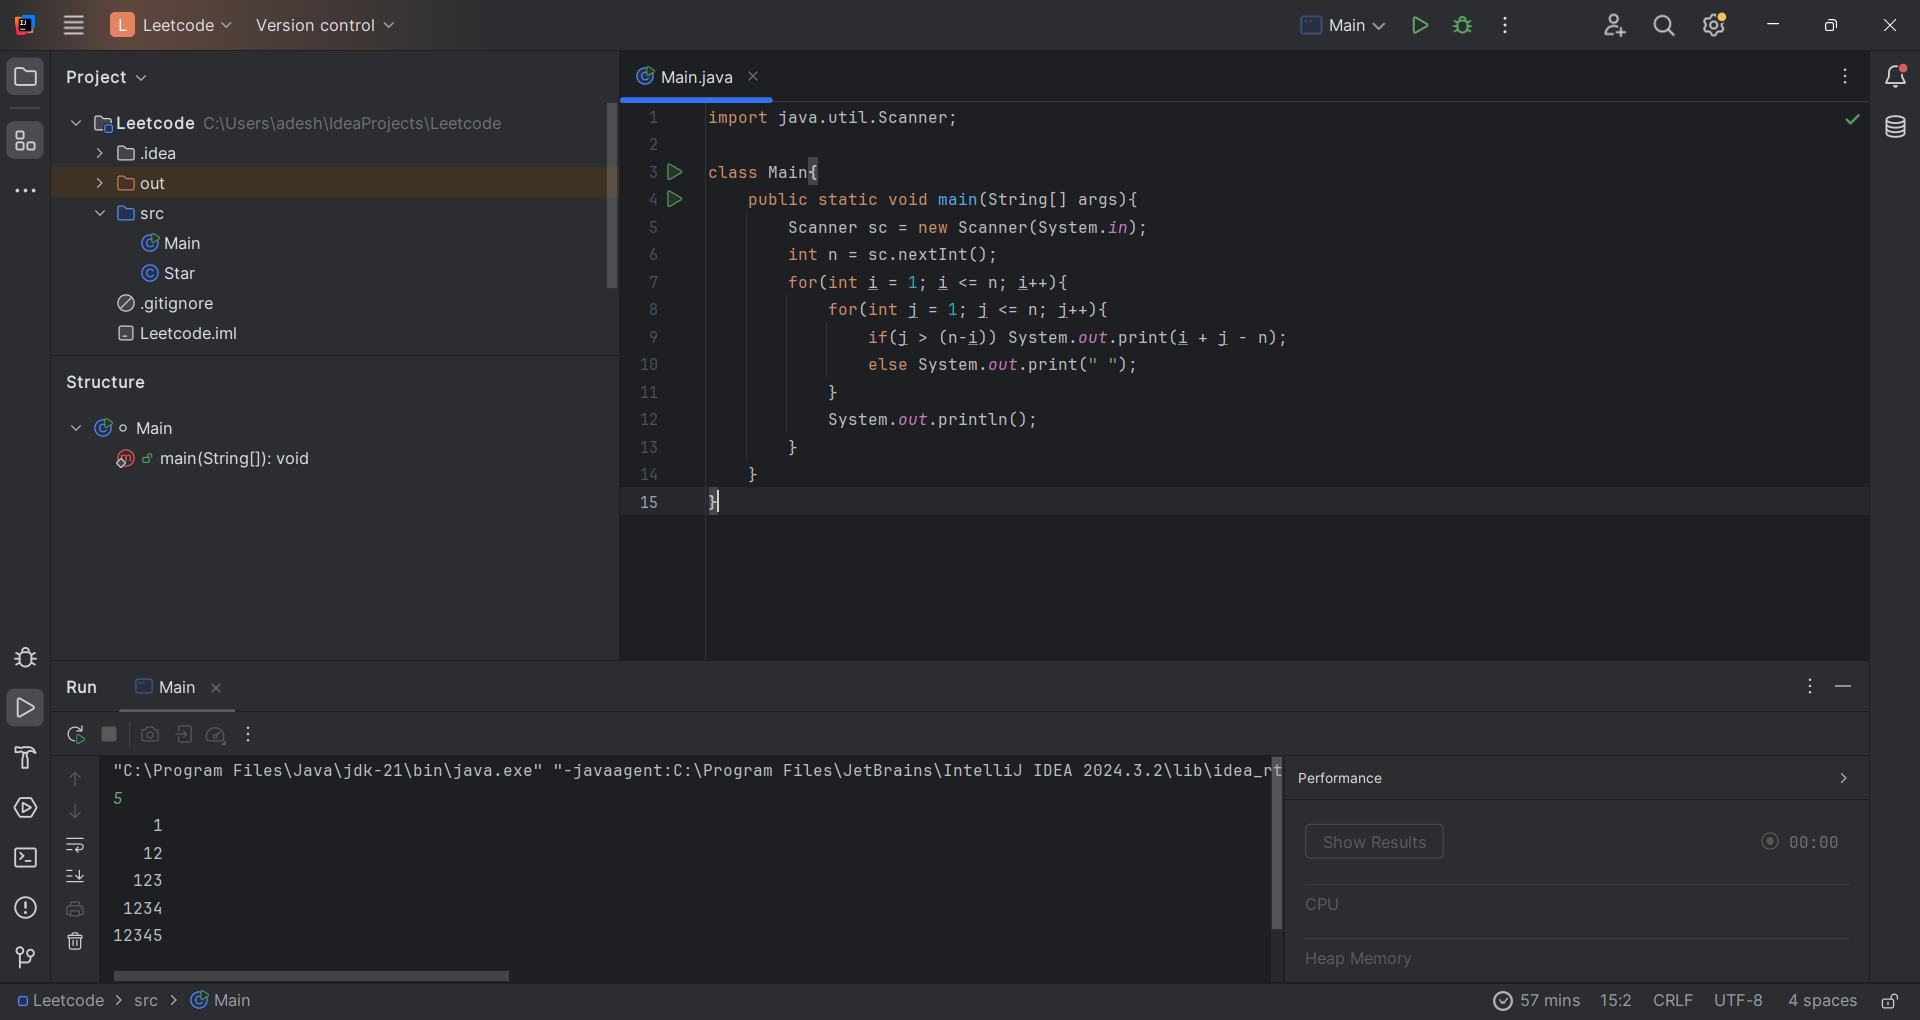 L Leetcode Version control Main
Project
Main.java
Leetcode C:\Users\adesh\IdeaProjects\Leetcode
.idea
out
src
Main
Star
.gitignore
Leetcode.iml
Structure
Main
main(String[]): void
1 import java.util.Scanner;
2
3 class Main{
4     public static void main(String[] args){
5         Scanner sc = new Scanner(System.in);
6         int n = sc.nextInt();
7         for(int i = 1; i <= n; i++){
8             for(int j = 1; j <= n; j++){
9                 if(j > (n-i)) System.out.print(i + j - n);
10                 else System.out.print(" ");
11             }
12             System.out.println();
13         }
14     }
15 }
Run Main
"C:\Program Files\Java\jdk-21\bin\java.exe" "-javaagent:C:\Program Files\JetBrains\IntelliJ IDEA 2024.3.2\lib\idea_rt
5
    1
   12
  123
 1234
12345
Performance
Show Results 00:00
CPU
Heap Memory
Leetcode > src > Main
57 mins 15:2 CRLF UTF-8 4 spaces